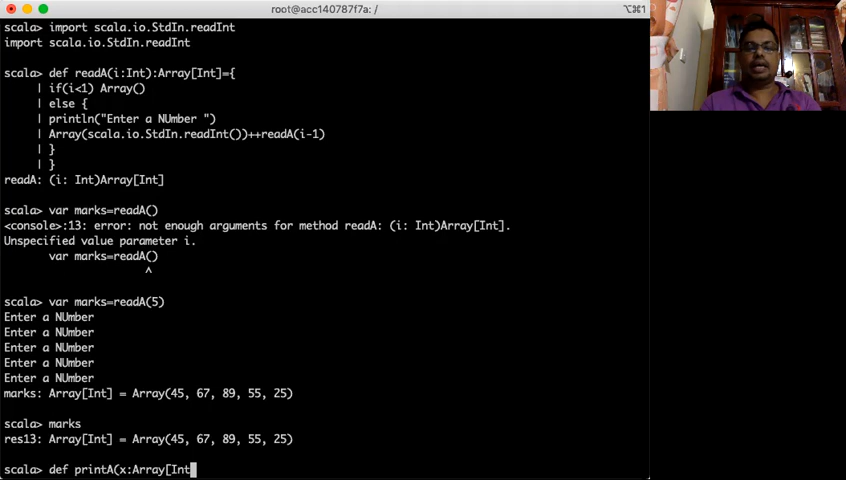 root@acc140787f7a: /
⌥⌘1
scala> import scala.io.StdIn.readInt
import scala.io.StdIn.readInt
scala> def readA(i:Int):Array[Int]={
| if(i<1) Array()
| else {
| println("Enter a NUmber ")
| Array(scala.io.StdIn.readInt())++readA(i-1)
| }
| }
readA: (i: Int)Array[Int]
scala> var marks=readA()
<console>:13: error: not enough arguments for method readA: (i: Int)Array[Int].
Unspecified value parameter i.
var marks=readA()
^
scala> var marks=readA(5)
Enter a NUmber
Enter a NUmber
Enter a NUmber
Enter a NUmber
Enter a NUmber
marks: Array[Int] = Array(45, 67, 89, 55, 25)
scala> marks
res13: Array[Int] = Array(45, 67, 89, 55, 25)
scala> def printA(x:Array[Int